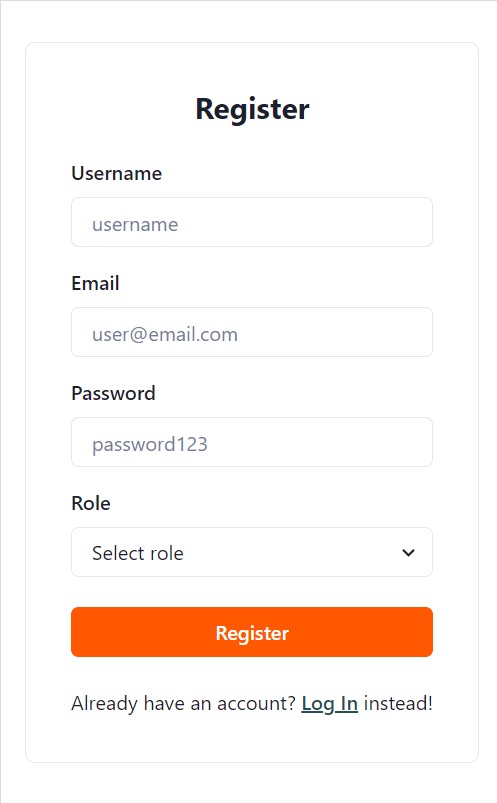 Register
Username
username
Email
user@email.com
Password
password123
Role
Select role
Register
Already have an account? Log In instead!